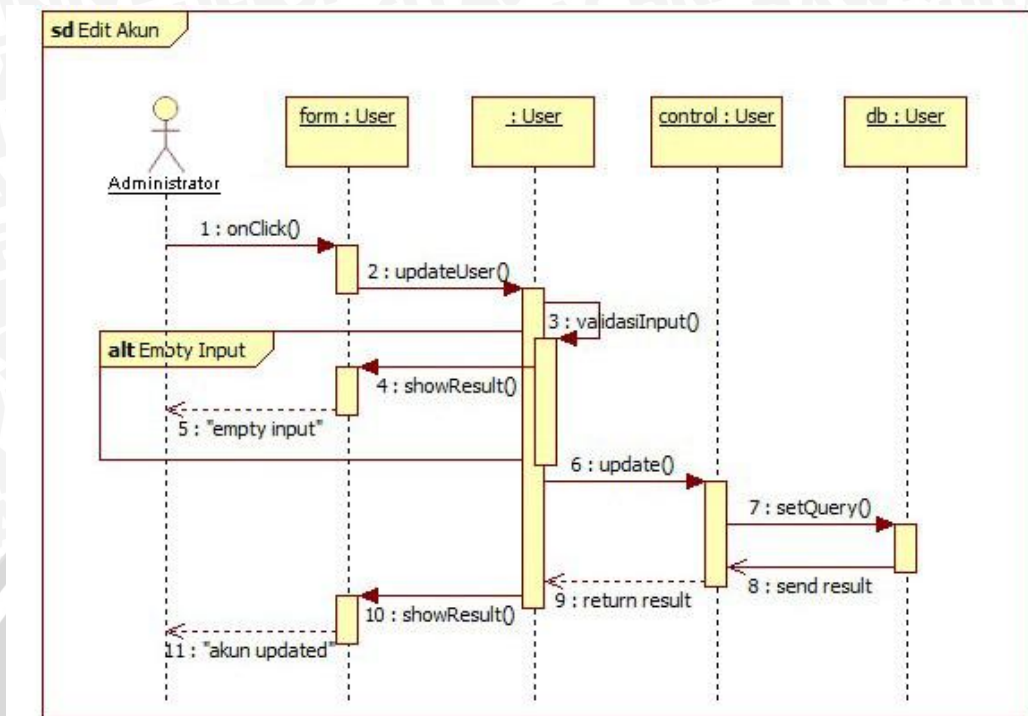 sd Edit Akun
form : User
: User
control : User
db : User
Administrator
1 : onClick()
2 : updateUser()
3 : validasiInput()
alt Empty Input
4 : showResult()
5 : "empty input"
6 : update()
7 : setQuery()
8 : send result
9 : return result
10 : showResult()
11 : "akun updated"